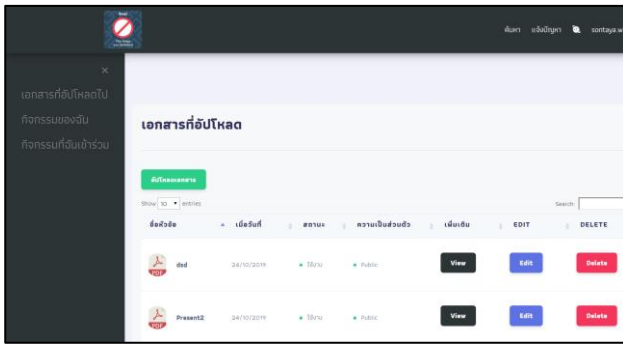 ค้นหา แจ้งปัญหา sontaya.w
×
เอกสารที่อัปโหลดไป
กิจกรรมของฉัน
กิจกรรมที่ฉันเข้าร่วม
เอกสารที่อัปโหลด
อัปโหลดเอกสาร
Show 10 entries Search:
ชื่อหัวข้อ เมื่อวันที่ สถานะ ความเป็นส่วนตัว เพิ่มเติม EDIT DELETE
PDF dsd 24/10/2019 ใช้งาน Public View Edit Delete
PDF Present2 24/10/2019 ใช้งาน Public View Edit Delete